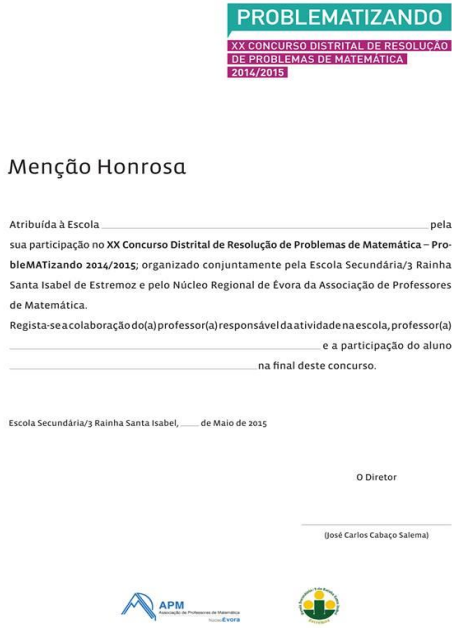 PROBLEMATIZANDO
XX CONCURSO DISTRITAL DE RESOLUÇÃO
DE PROBLEMAS DE MATEMÁTICA
2014/2015
Menção Honrosa
Atribuída à Escola ____ pela
sua participação no XX Concurso Distrital de Resolução de Problemas de Matemática – Pro-
bleMATizando 2014/2015; organizado conjuntamente pela Escola Secundária/3 Rainha
Santa Isabel de Estremoz e pelo Núcleo Regional de Évora da Associação de Professores
de Matemática.
Regista-se a colaboração do(a) professor(a) responsável da atividade na escola, professor(a)
____ e a participação do aluno
____ na final deste concurso.
Escola Secundária/3 Rainha Santa Isabel, ____ de Maio de 2015
O Diretor
(José Carlos Cabaço Salema)
APM
Associação de Professores de Matemática
Évora